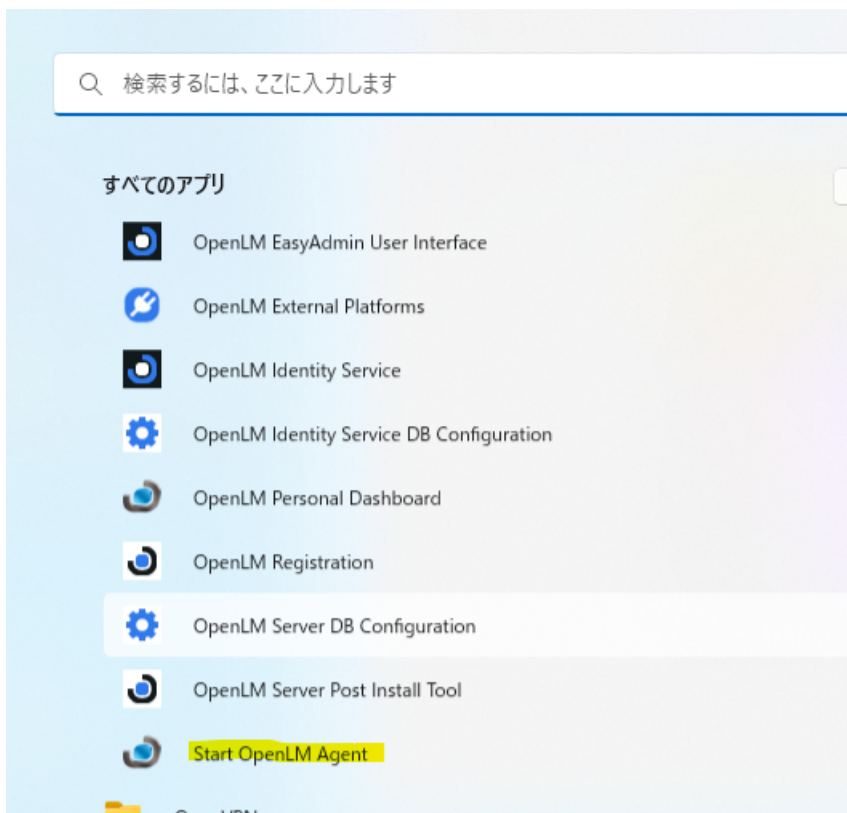 検索するには、ここに入力します
すべてのアプリ
OpenLM EasyAdmin User Interface
OpenLM External Platforms
OpenLM Identity Service
OpenLM Identity Service DB Configuration
OpenLM Personal Dashboard
OpenLM Registration
OpenLM Server DB Configuration
OpenLM Server Post Install Tool
Start OpenLM Agent